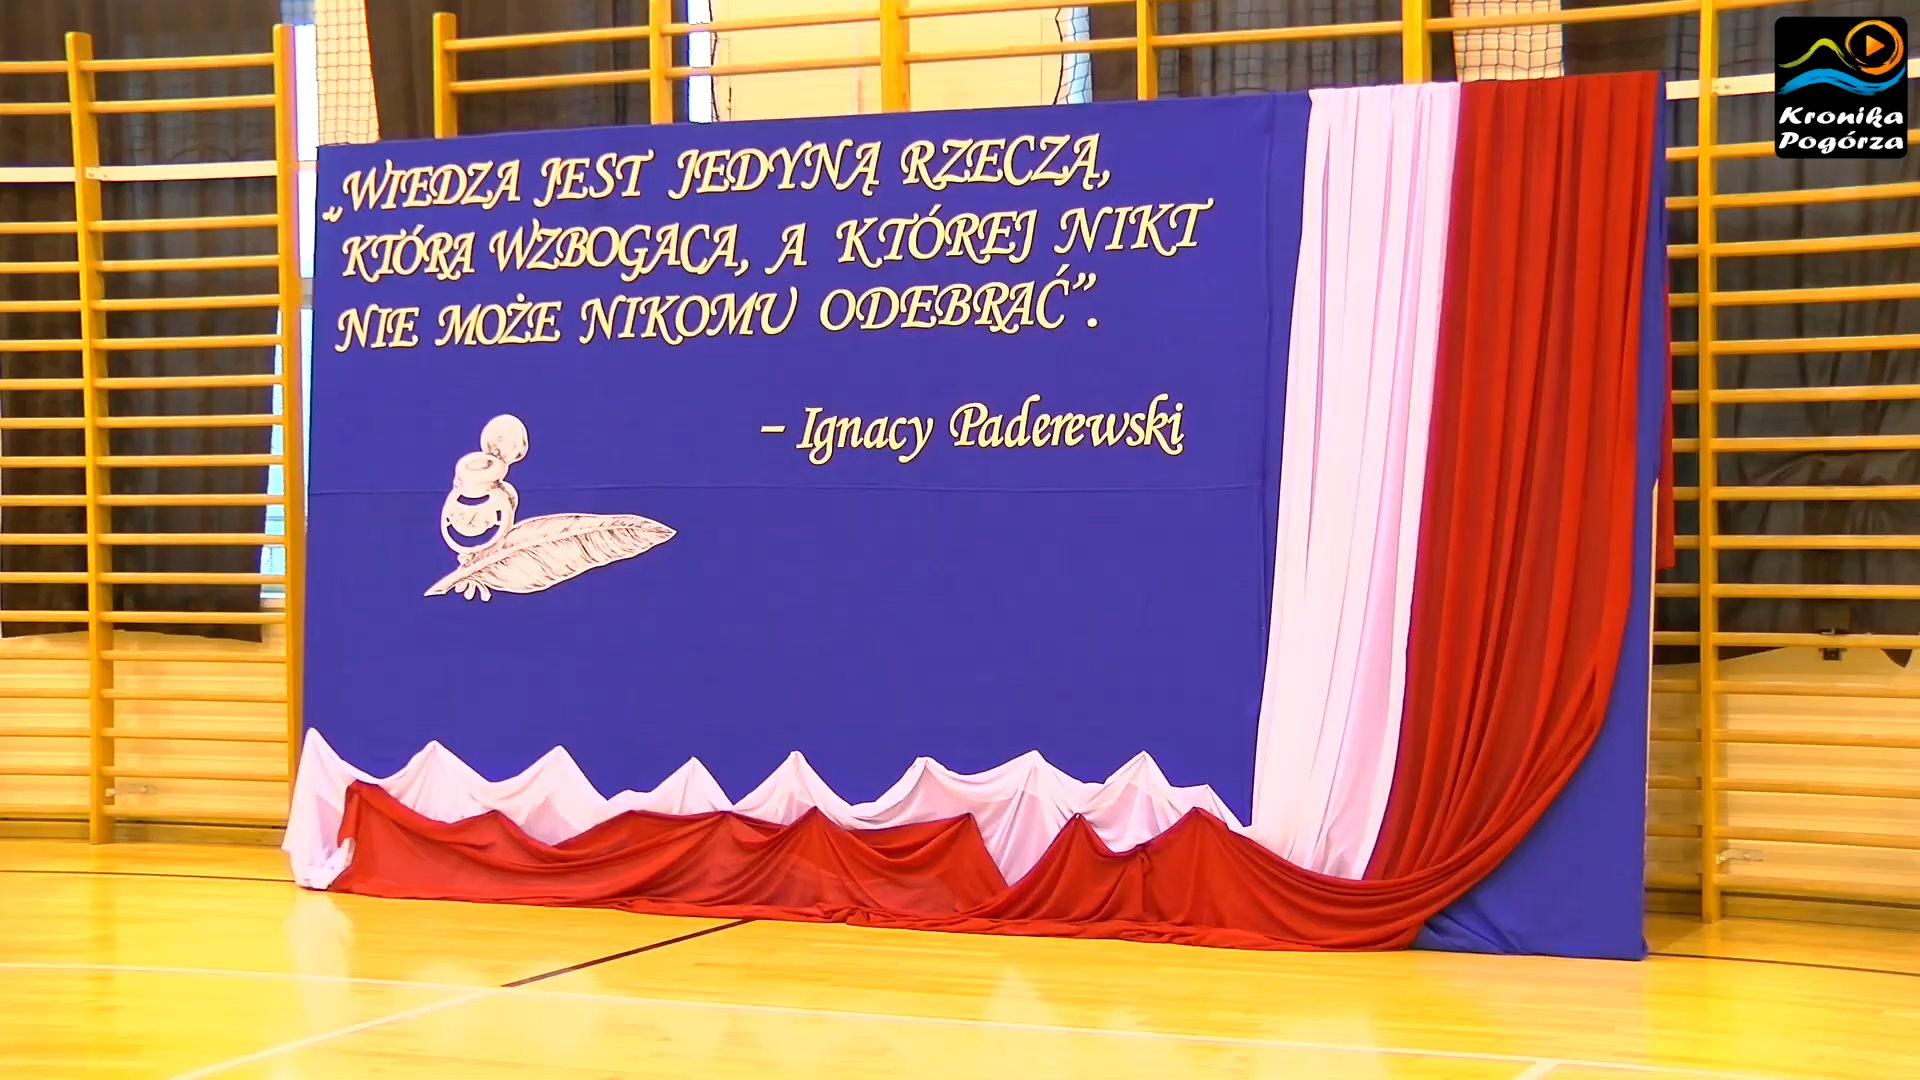 „WIEDZA JEST JEDYNĄ RZECZĄ,
KTÓRA WZBOGACA, A KTÓREJ NIKT
NIE MOŻE NIKOMU ODEBRAĆ”.
– Ignacy Paderewski
Kronika
Pogórza